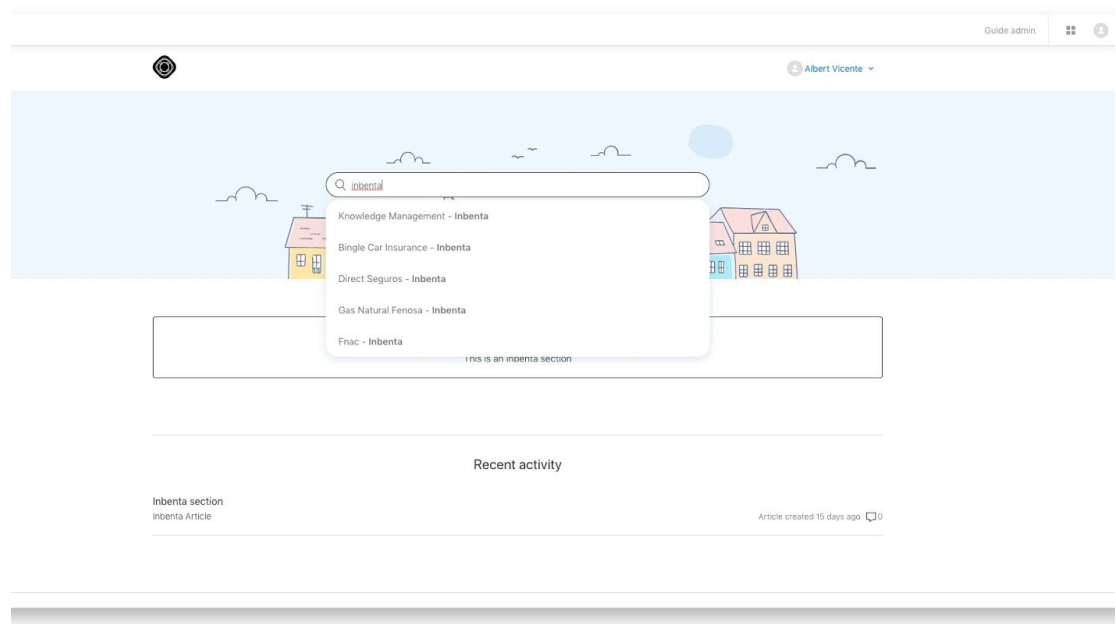 Guide admin
Albert Vicente
inbenta
Knowledge Management - Inbenta
Bingle Car Insurance - Inbenta
Direct Seguros - Inbenta
Gas Natural Fenosa - Inbenta
Fnac - Inbenta
This is an Inbenta section
Recent activity
Inbenta section
Inbenta Article
Article created 15 days ago 0